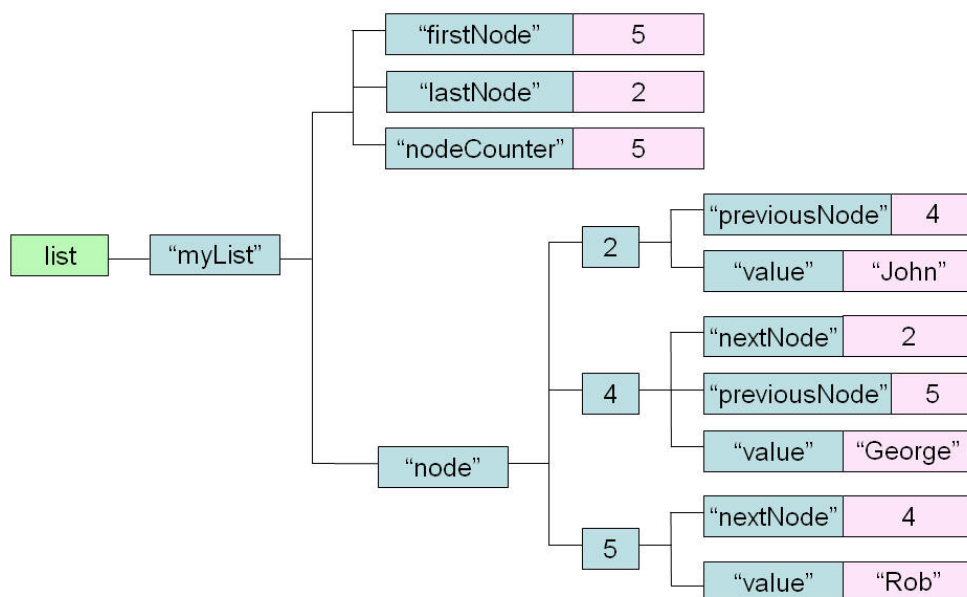 “firstNode” 5
“lastNode” 2
“nodeCounter” 5
list “myList”
“node”
2
“previousNode” 4
“value” “John”
4
“nextNode” 2
“previousNode” 5
“value” “George”
5
“nextNode” 4
“value” “Rob”